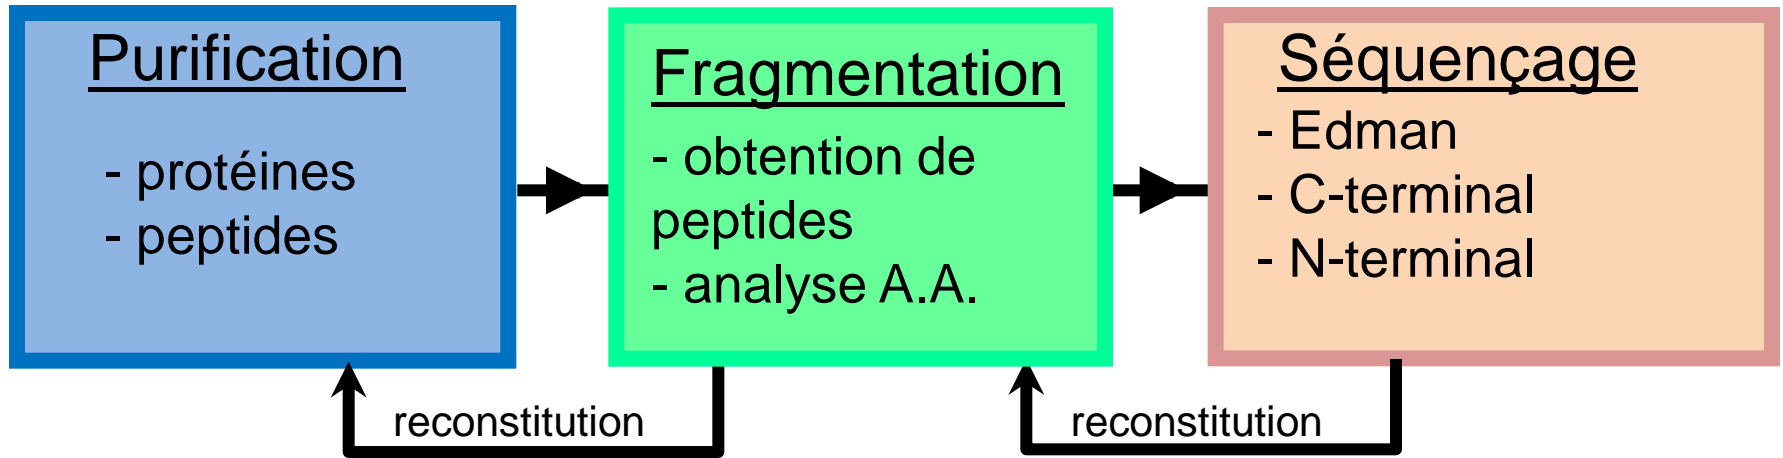 Purification
- protéines
- peptides
Fragmentation
- obtention de
peptides
- analyse A.A.
Séquençage
- Edman
- C-terminal
- N-terminal
reconstitution
reconstitution